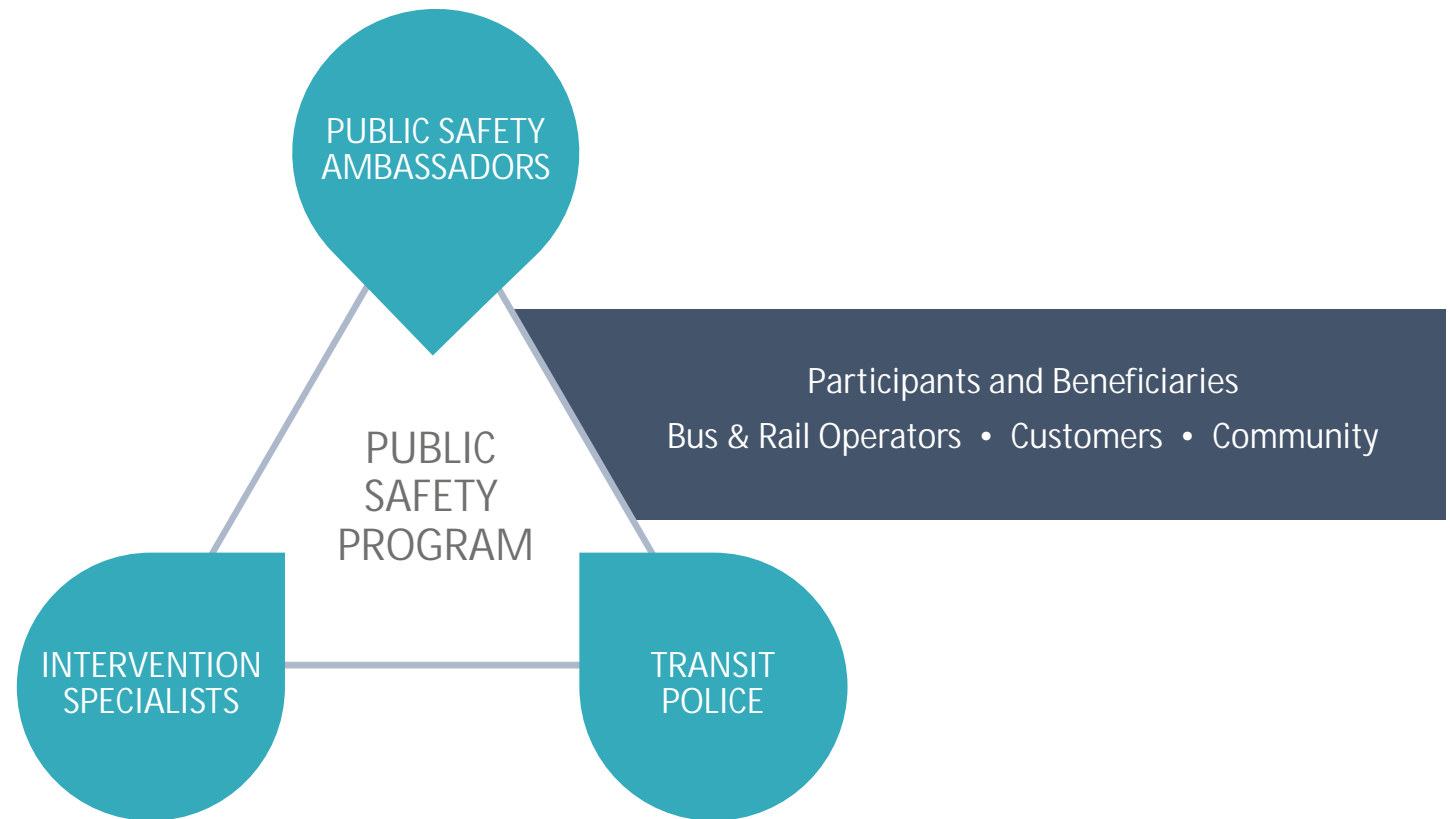 PUBLIC SAFETY
AMBASSADORS
Participants and Beneficiaries
Bus & Rail Operators • Customers • Community
PUBLIC
SAFETY
PROGRAM
INTERVENTION
SPECIALISTS
TRANSIT
POLICE